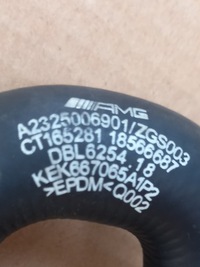 AMG
A2325006901/ZGS003
CT165281 18566687
DBL6254.18
KEK667065A1P2
>EPDM<Q002